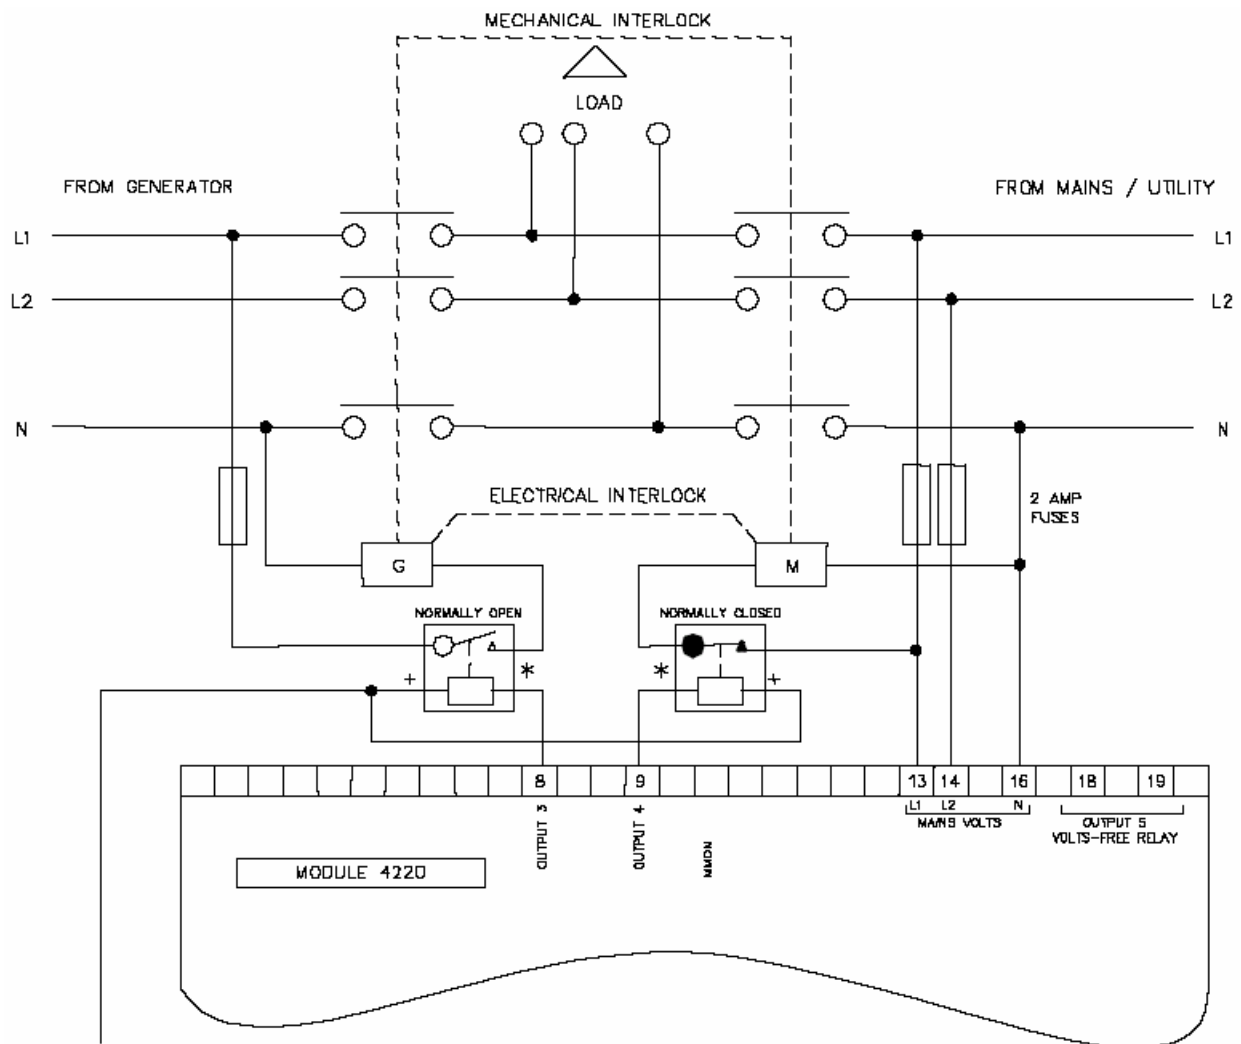 MECHANICAL INTERLOCK
LOAD
FROM GENERATOR
FROM MAINS / UTILITY
L1
L1
L2
L2
N
N
ELECTRICAL INTERLOCK
2 AMP
FUSES
G
M
NORMALLY OPEN
NORMALLY CLOSED
+
*
*
+
8
9
13
14
16
18
19
OUTPUT 3
OUTPUT 4
L1
L2
N
MAINS VOLTS
OUTPUT 5
VOLTS-FREE RELAY
MODULE 4220